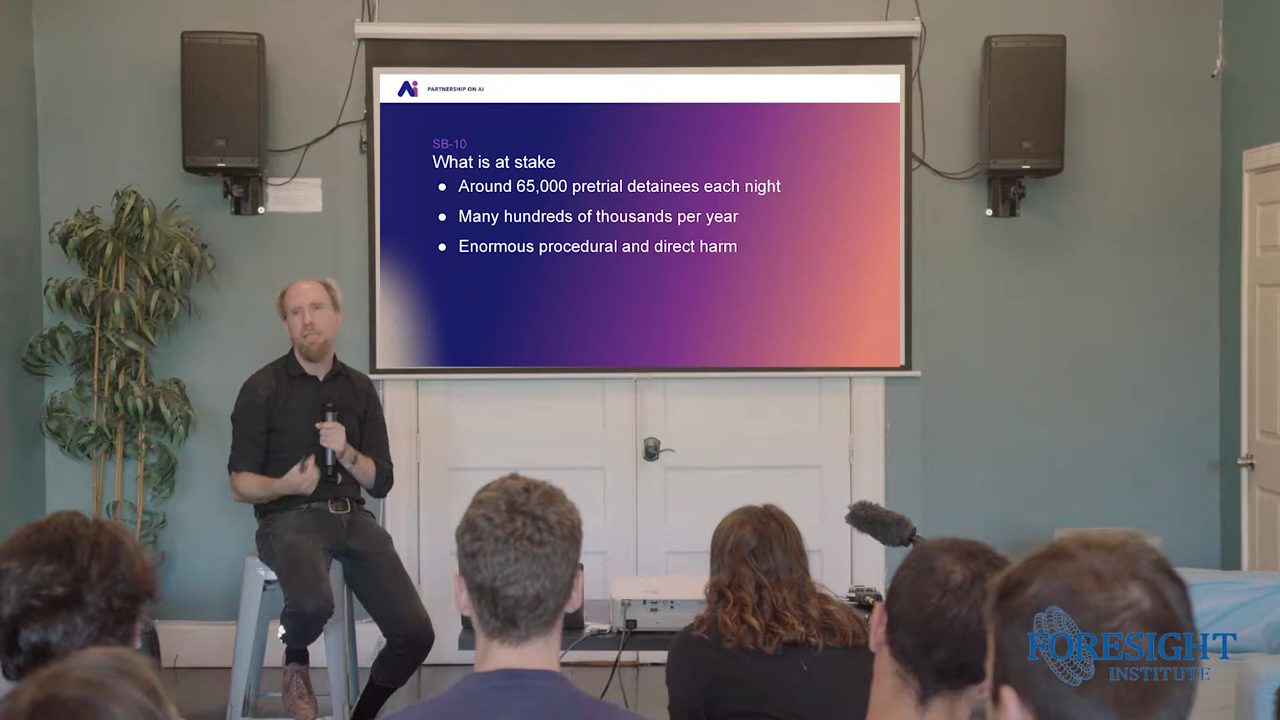 PARTNERSHIP ON AI
SB-10
What is at stake
● Around 65,000 pretrial detainees each night
● Many hundreds of thousands per year
● Enormous procedural and direct harm
FORESIGHT
INSTITUTE